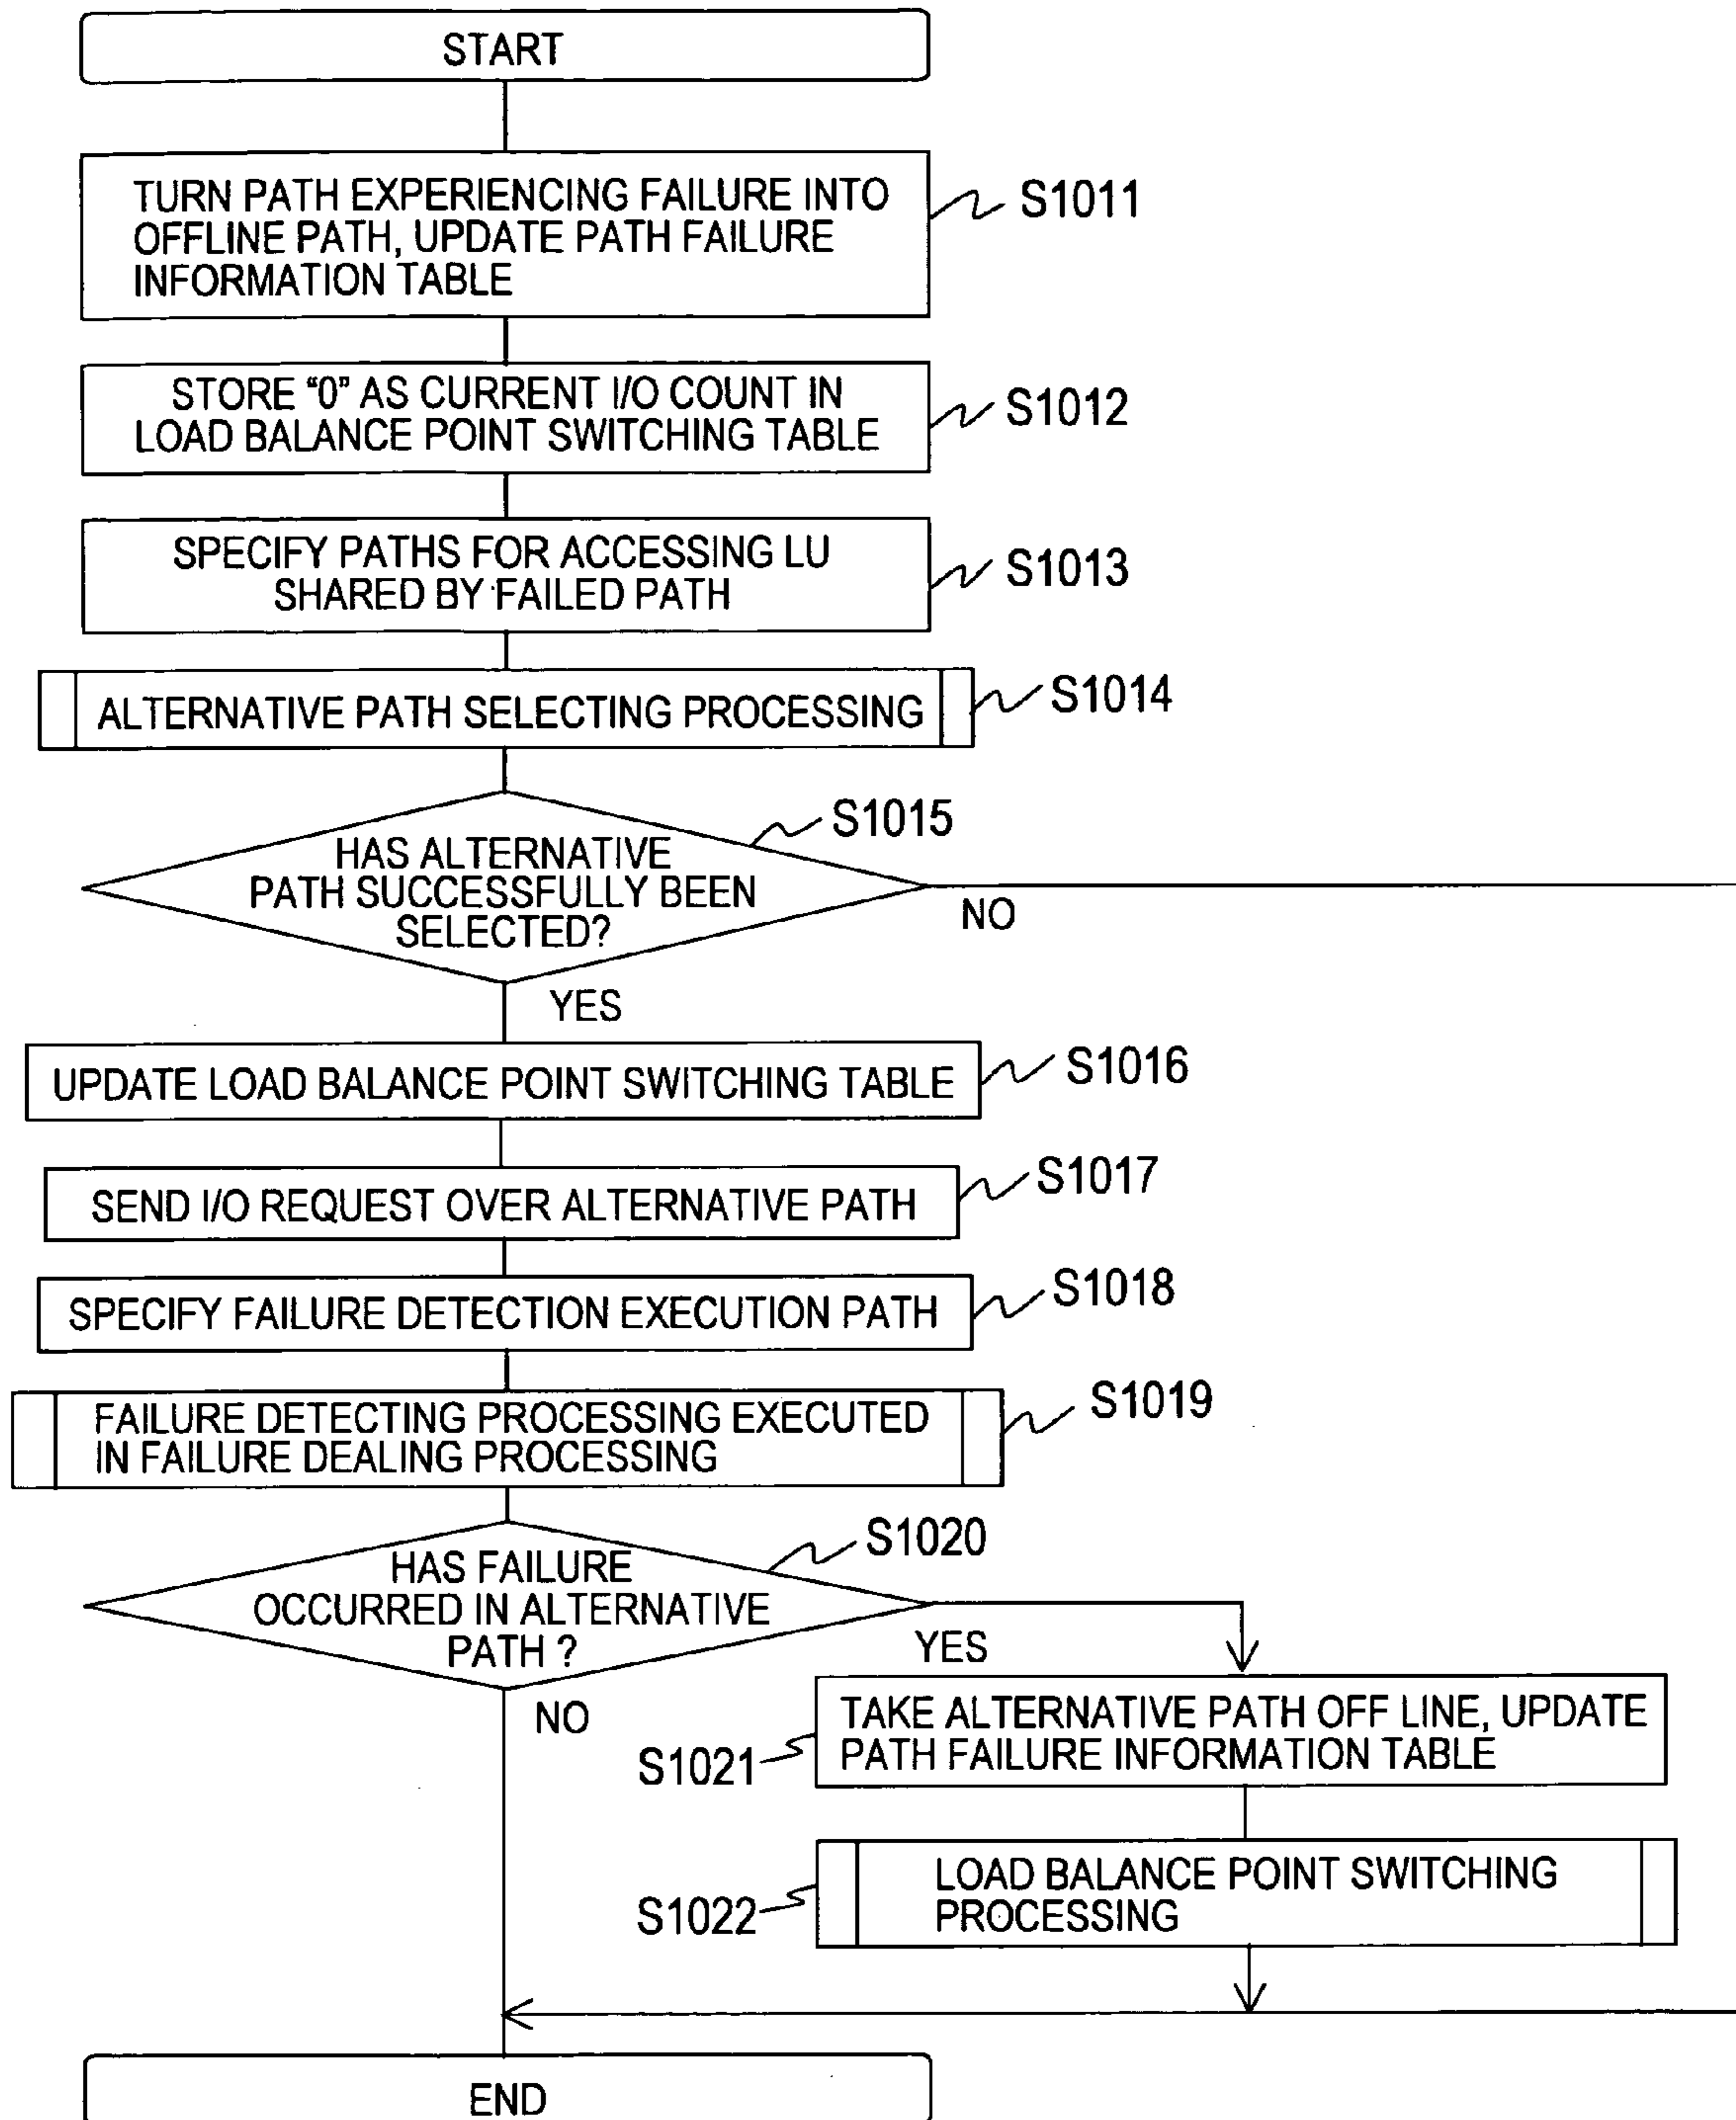 START
TURN PATH EXPERIENCING FAILURE INTO
OFFLINE PATH, UPDATE PATH FAILURE
INFORMATION TABLE
S1011
STORE “0” AS CURRENT I/O COUNT IN
LOAD BALANCE POINT SWITCHING TABLE
S1012
SPECIFY PATHS FOR ACCESSING LU
SHARED BY FAILED PATH
S1013
ALTERNATIVE PATH SELECTING PROCESSING
S1014
S1015
HAS ALTERNATIVE
PATH SUCCESSFULLY BEEN
SELECTED?
NO
YES
UPDATE LOAD BALANCE POINT SWITCHING TABLE
S1016
SEND I/O REQUEST OVER ALTERNATIVE PATH
S1017
SPECIFY FAILURE DETECTION EXECUTION PATH
S1018
FAILURE DETECTING PROCESSING EXECUTED
IN FAILURE DEALING PROCESSING
S1019
S1020
HAS FAILURE
OCCURRED IN ALTERNATIVE
PATH ?
YES
NO
TAKE ALTERNATIVE PATH OFF LINE, UPDATE
PATH FAILURE INFORMATION TABLE
S1021
LOAD BALANCE POINT SWITCHING
PROCESSING
S1022
END